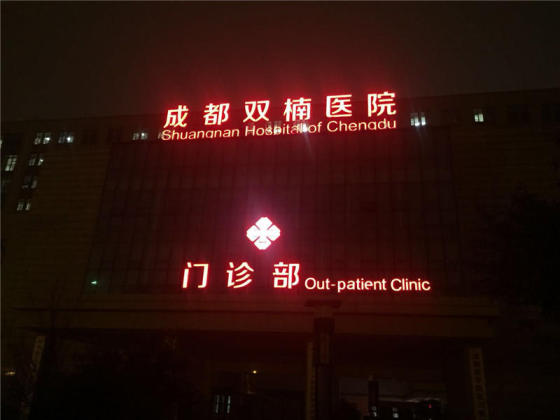 成都双楠医院
Shuangnan Hospital of Chengdu
门诊部 Out-patient Clinic